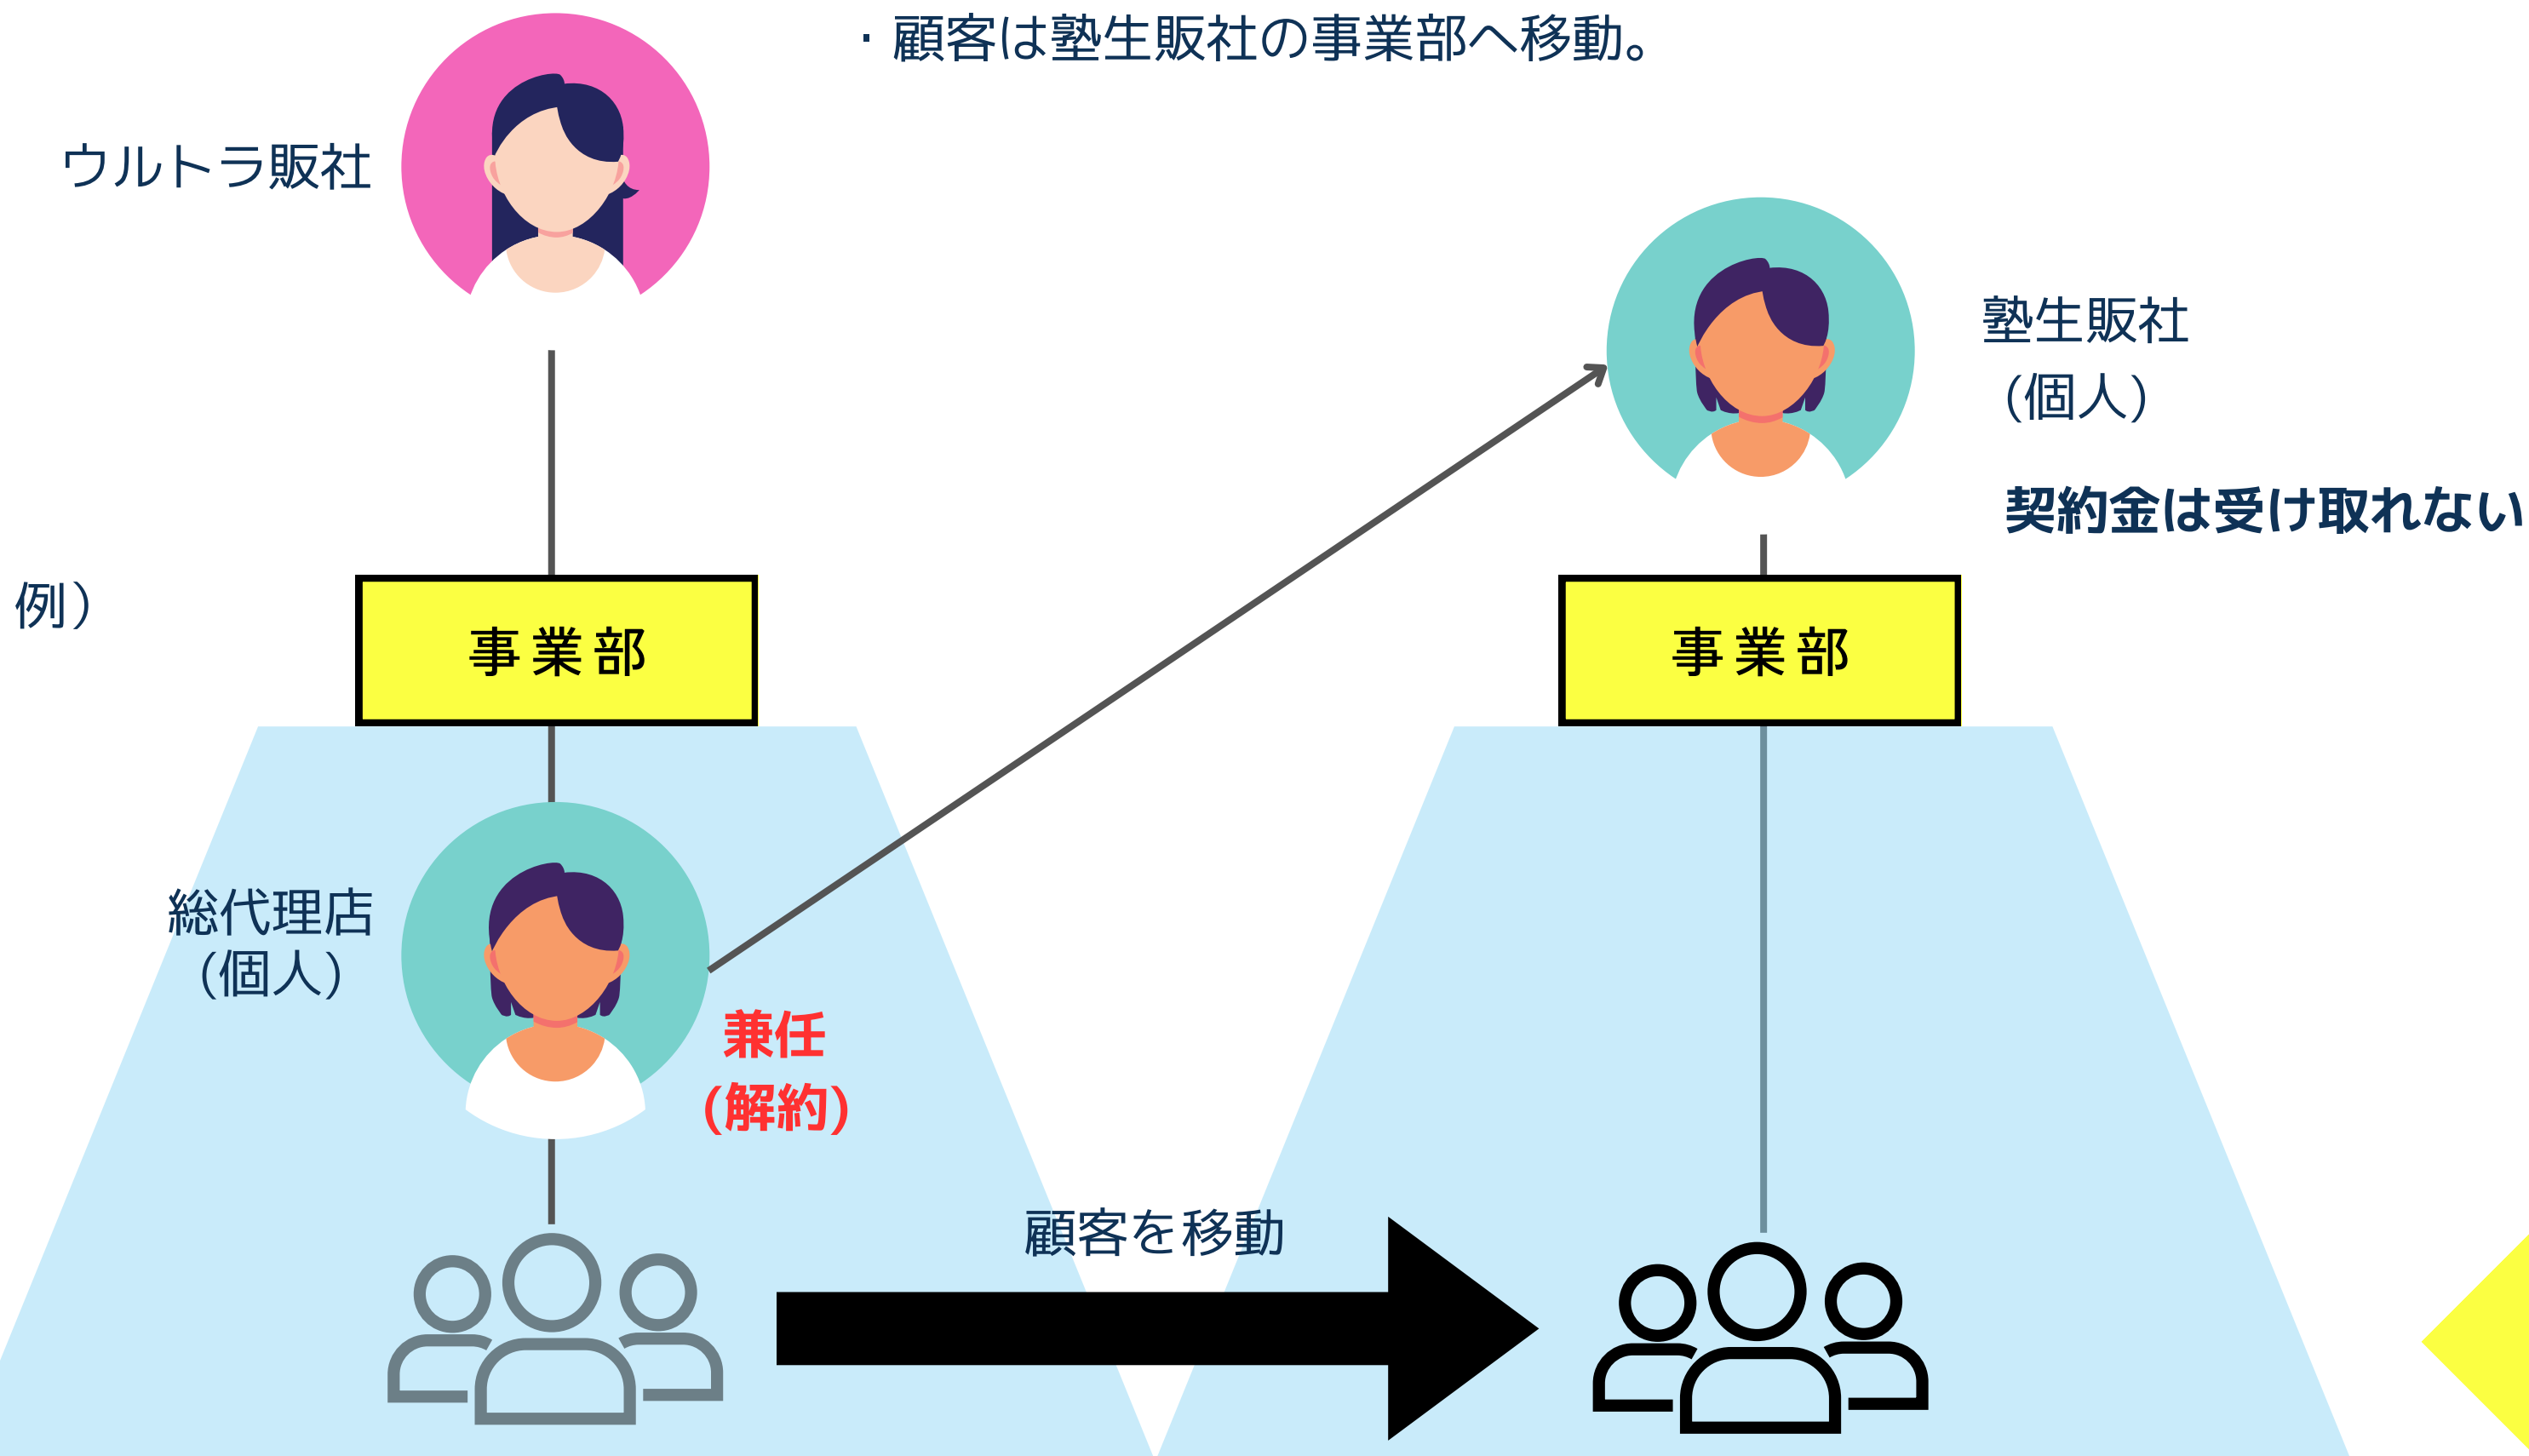 ・顧客は塾生販社の事業部へ移動。
ウルトラ販社
塾生販社
(個人)
契約金は受け取れない
例）
事業部
事業部
総代理店
(個人)
兼任
(解約)
顧客を移動